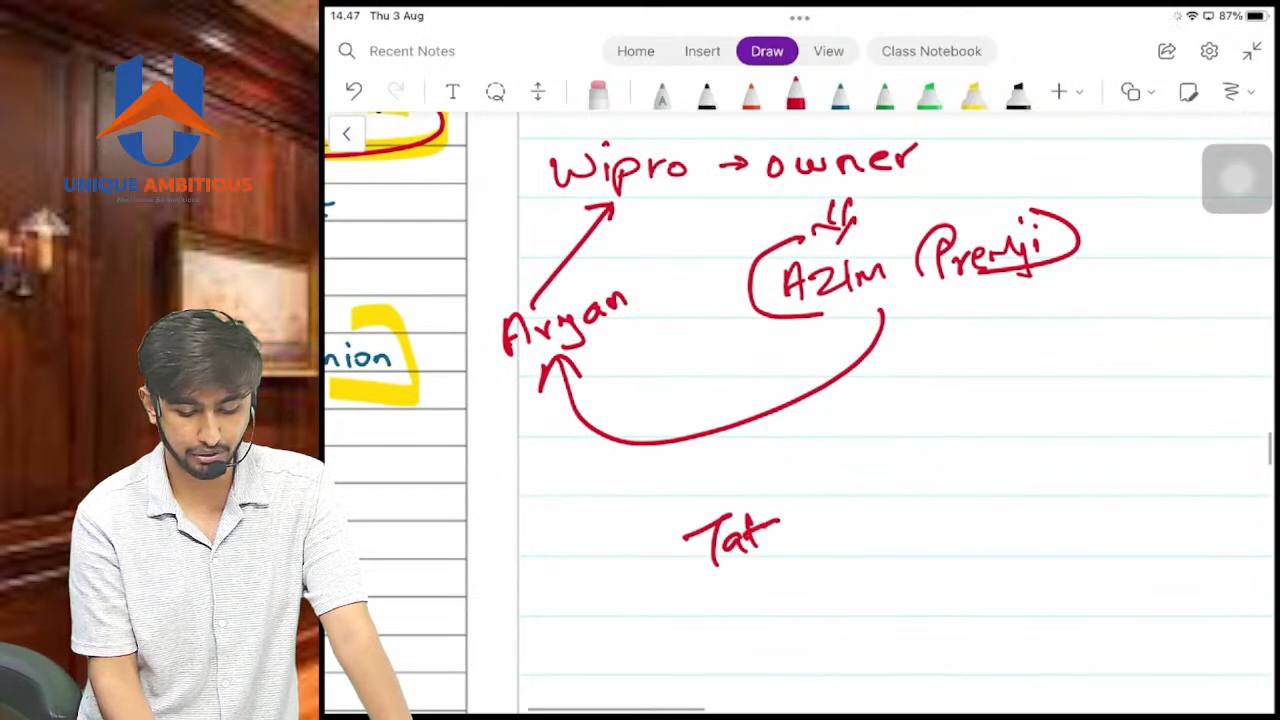 14.47 Thu 3 Aug
87%
Recent Notes
Home Insert Draw View Class Notebook
UNIQUE AMBITIOUS
Wipro → owner
Azim (Premji)
Aryan
nion
Tat